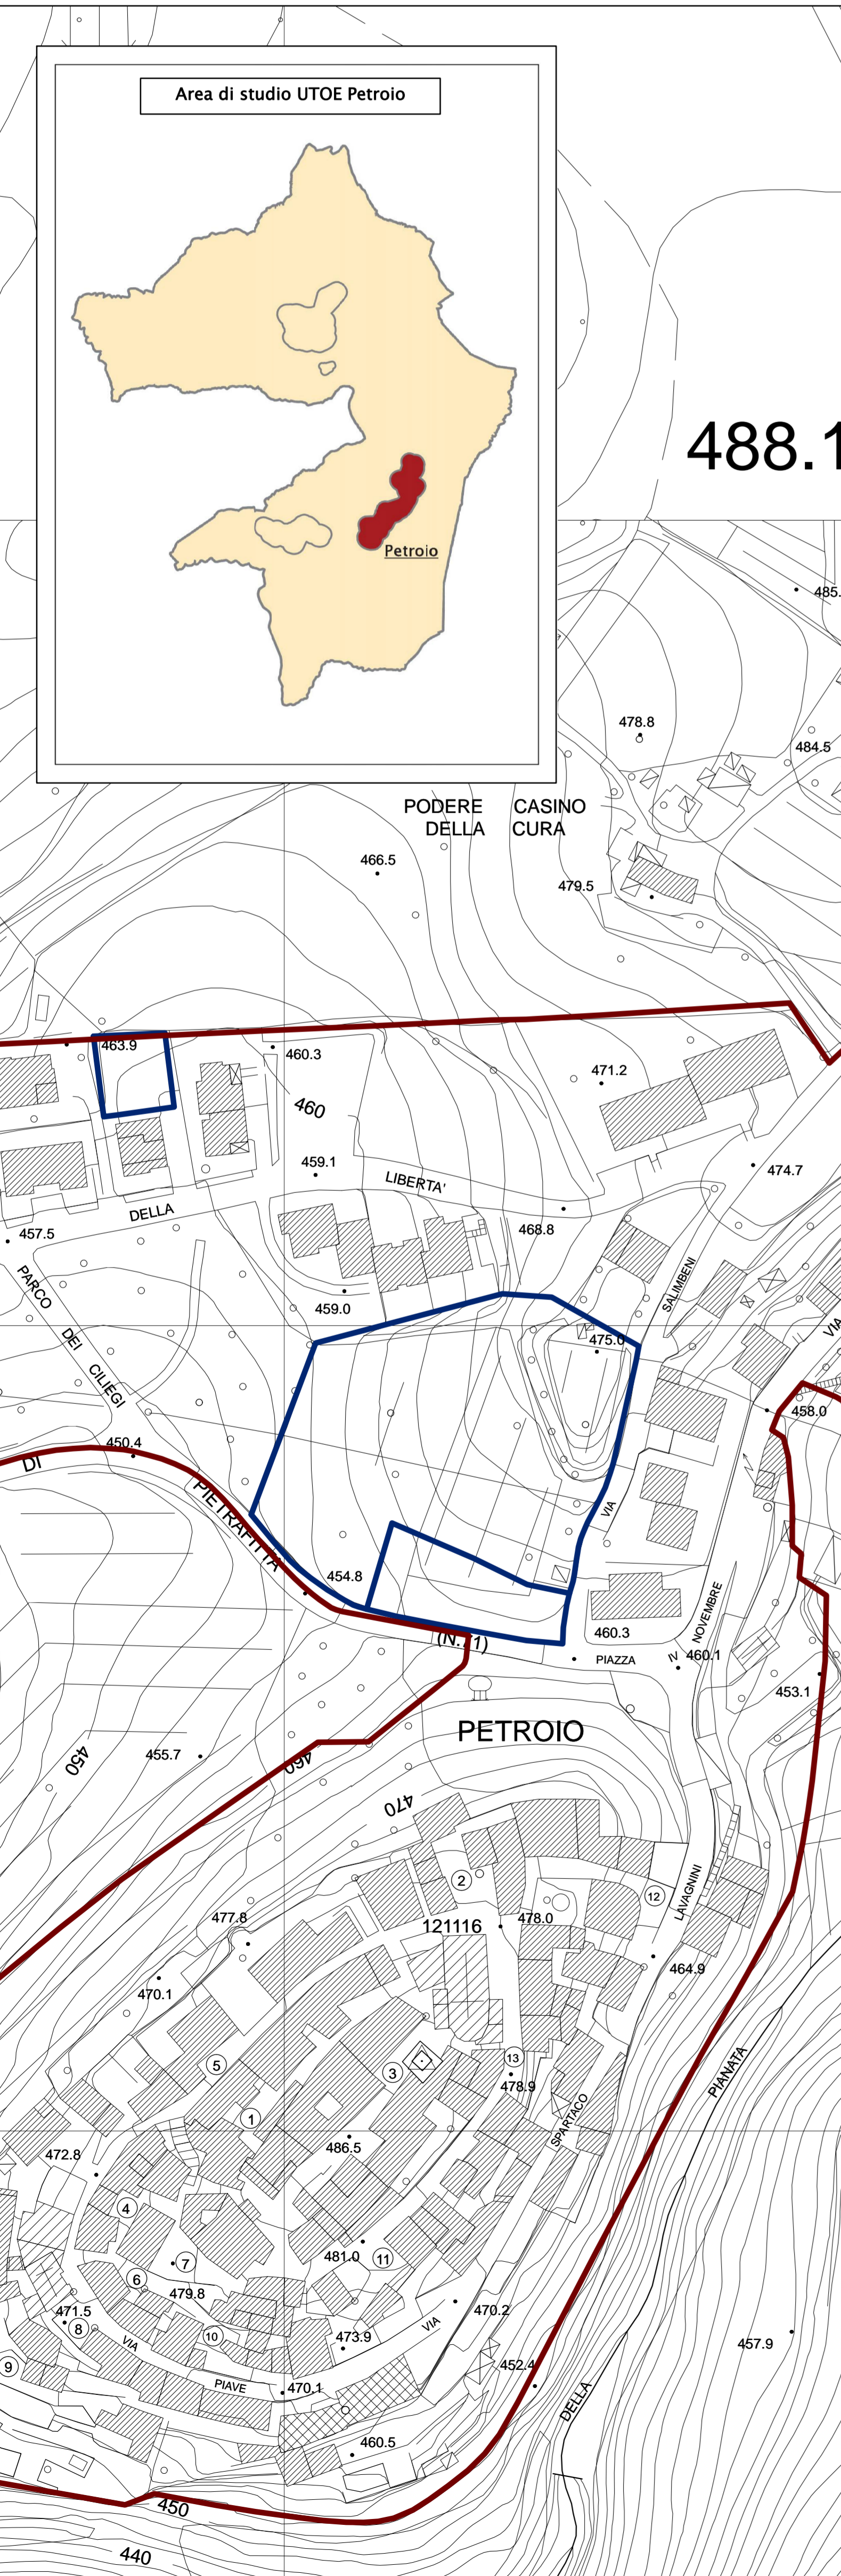 Area di studio UTOE Petroio
Petroio
488.1
485.
478.8
484.5
PODERE CASINO
DELLA CURA
466.5
479.5
463.9
460.3
471.2
460
459.1
LIBERTA'
474.7
DELLA
457.5
468.8
SALIMBENI
PARCO
DEI
CILIEGI
459.0
475.0
VIA
458.0
450.4
DI
PIETRAFITTA
VIA
454.8
NOVEMBRE
460.3
PIAZZA
IV
460.1
453.1
PETROIO
450
455.7
460
470
2
12
LAVAGNINI
477.8
121116
478.0
464.9
470.1
5
3
13
478.9
PIANATA
1
SPARTACO
486.5
472.8
4
481.0
11
7
6
479.8
471.5
8
10
VIA
473.9
VIA
470.2
457.9
9
452.4
PIAVE
470.1
DELLA
460.5
450
440